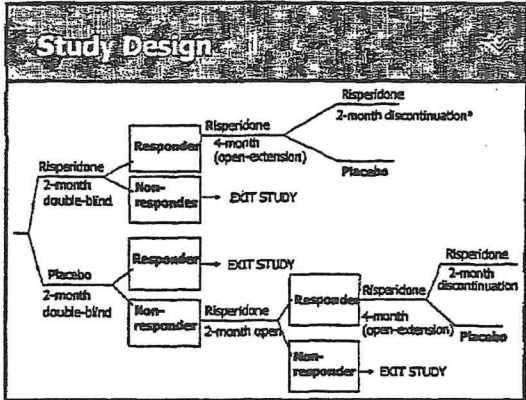 Study Design
Risperidone
2-month discontinuation*
Risperidone
4-month
(open-extension)
Responder
Placebo
Risperidone
2-month
double-blind
Non-
responder
EXIT STUDY
Responder
EXIT STUDY
Placebo
2-month
double-blind
Non-
responder
Risperidone
2-month open
Responder
Risperidone
4-month
(open-extension)
Risperidone
2-month
discontinuation
Placebo
Non-
responder
EXIT STUDY